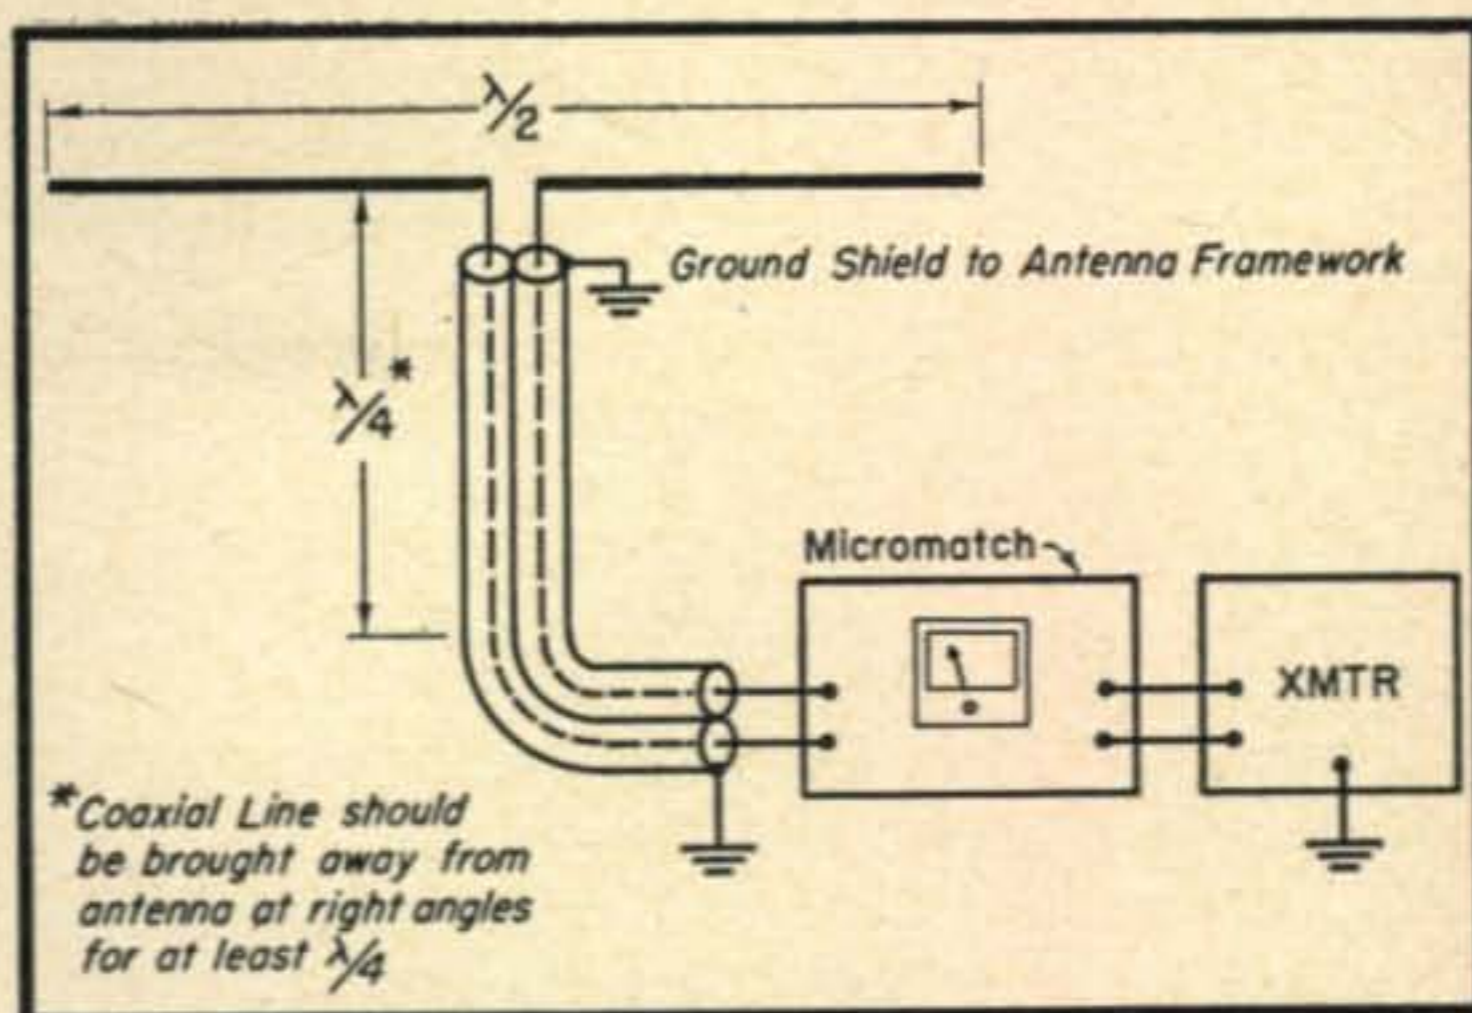 λ/2
Ground Shield to Antenna Framework
λ/4*
Micromatch
XMTR
*Coaxial Line should
be brought away from
antenna at right angles
for at least λ/4